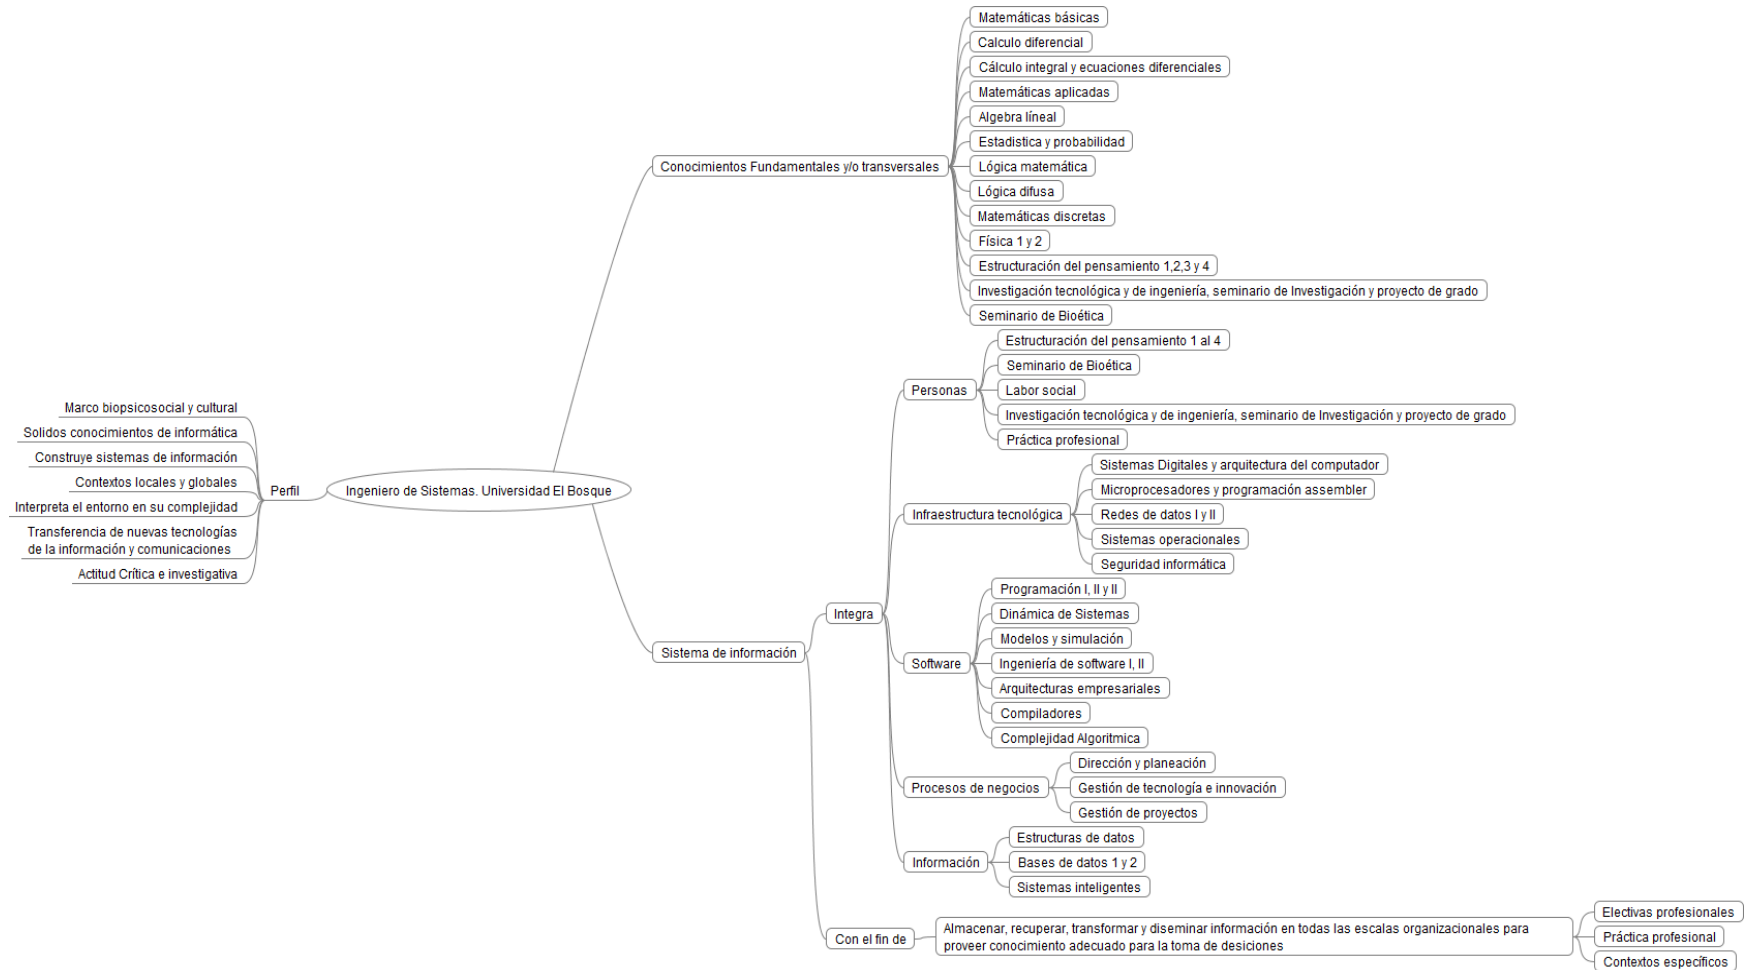 Ingeniero de Sistemas. Universidad El Bosque
Perfil
Marco biopsicosocial y cultural
Solidos conocimientos de informática
Construye sistemas de información
Contextos locales y globales
Interpreta el entorno en su complejidad
Transferencia de nuevas tecnologías
de la información y comunicaciones
Actitud Crítica e investigativa
Conocimientos Fundamentales y/o transversales
Matemáticas básicas
Calculo diferencial
Cálculo integral y ecuaciones diferenciales
Matemáticas aplicadas
Algebra líneal
Estadistica y probabilidad
Lógica matemática
Lógica difusa
Matemáticas discretas
Física 1 y 2
Estructuración del pensamiento 1,2,3 y 4
Investigación tecnológica y de ingeniería, seminario de Investigación y proyecto de grado
Seminario de Bioética
Sistema de información
Integra
Personas
Estructuración del pensamiento 1 al 4
Seminario de Bioética
Labor social
Investigación tecnológica y de ingeniería, seminario de Investigación y proyecto de grado
Práctica profesional
Infraestructura tecnológica
Sistemas Digitales y arquitectura del computador
Microprocesadores y programación assembler
Redes de datos I y II
Sistemas operacionales
Seguridad informática
Software
Programación I, II y II
Dinámica de Sistemas
Modelos y simulación
Ingeniería de software I, II
Arquitecturas empresariales
Compiladores
Complejidad Algoritmica
Procesos de negocios
Dirección y planeación
Gestión de tecnología e innovación
Gestión de proyectos
Información
Estructuras de datos
Bases de datos 1 y 2
Sistemas inteligentes
Con el fin de
Almacenar, recuperar, transformar y diseminar información en todas las escalas organizacionales para
proveer conocimiento adecuado para la toma de desiciones
Electivas profesionales
Práctica profesional
Contextos específicos